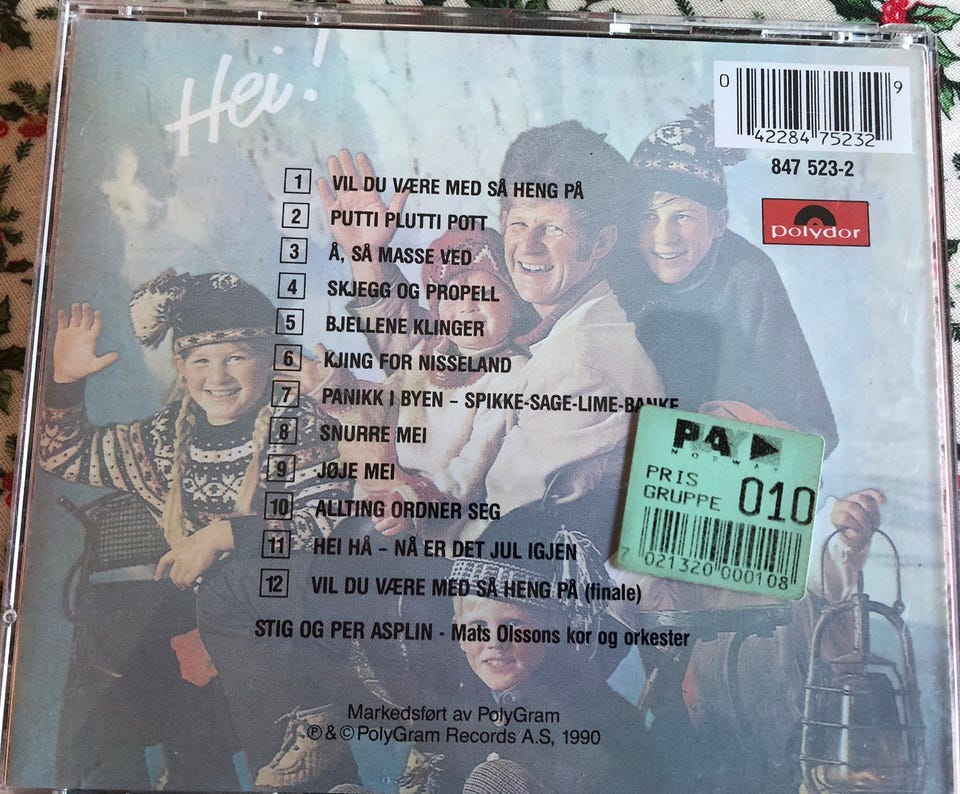 Hei!
0 42284 75232 9
847 523-2
polydor
1 VIL DU VÆRE MED SÅ HENG PÅ
2 PUTTI PLUTTI POTT
3 Å, SÅ MASSE VED
4 SKJEGG OG PROPELL
5 BJELLENE KLINGER
6 KJING FOR NISSELAND
7 PANIKK I BYEN – SPIKKE-SAGE-LIME-BANKE
8 SNURRE MEI
9 JØJE MEI
10 ALLTING ORDNER SEG
11 HEI HÅ – NÅ ER DET JUL IGJEN
12 VIL DU VÆRE MED SÅ HENG PÅ (finale)
PLAY
NORWAY
PRIS
GRUPPE 010
7 021320 000108
STIG OG PER ASPLIN - Mats Olssons kor og orkester
Markedsført av PolyGram
℗ & © PolyGram Records A.S, 1990